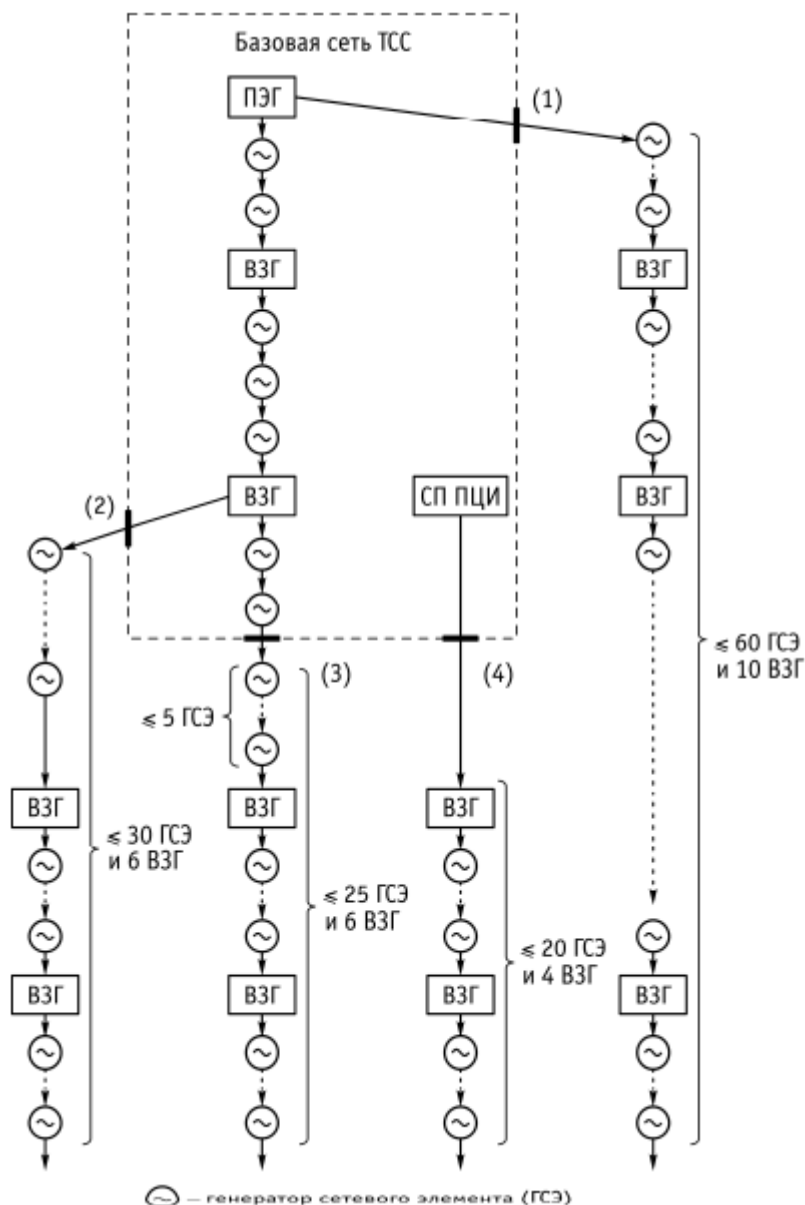 Базовая сеть ТСС
ПЭГ
(1)
ВЗГ
ВЗГ
ВЗГ
СП ПЦИ
ВЗГ
(2)
≤ 60 ГСЭ
и 10 ВЗГ
(3)
(4)
≤ 5 ГСЭ
ВЗГ
ВЗГ
ВЗГ
≤ 30 ГСЭ
и 6 ВЗГ
≤ 25 ГСЭ
и 6 ВЗГ
≤ 20 ГСЭ
и 4 ВЗГ
ВЗГ
ВЗГ
ВЗГ
ВЗГ
– генератор сетевого элемента (ГСЭ)